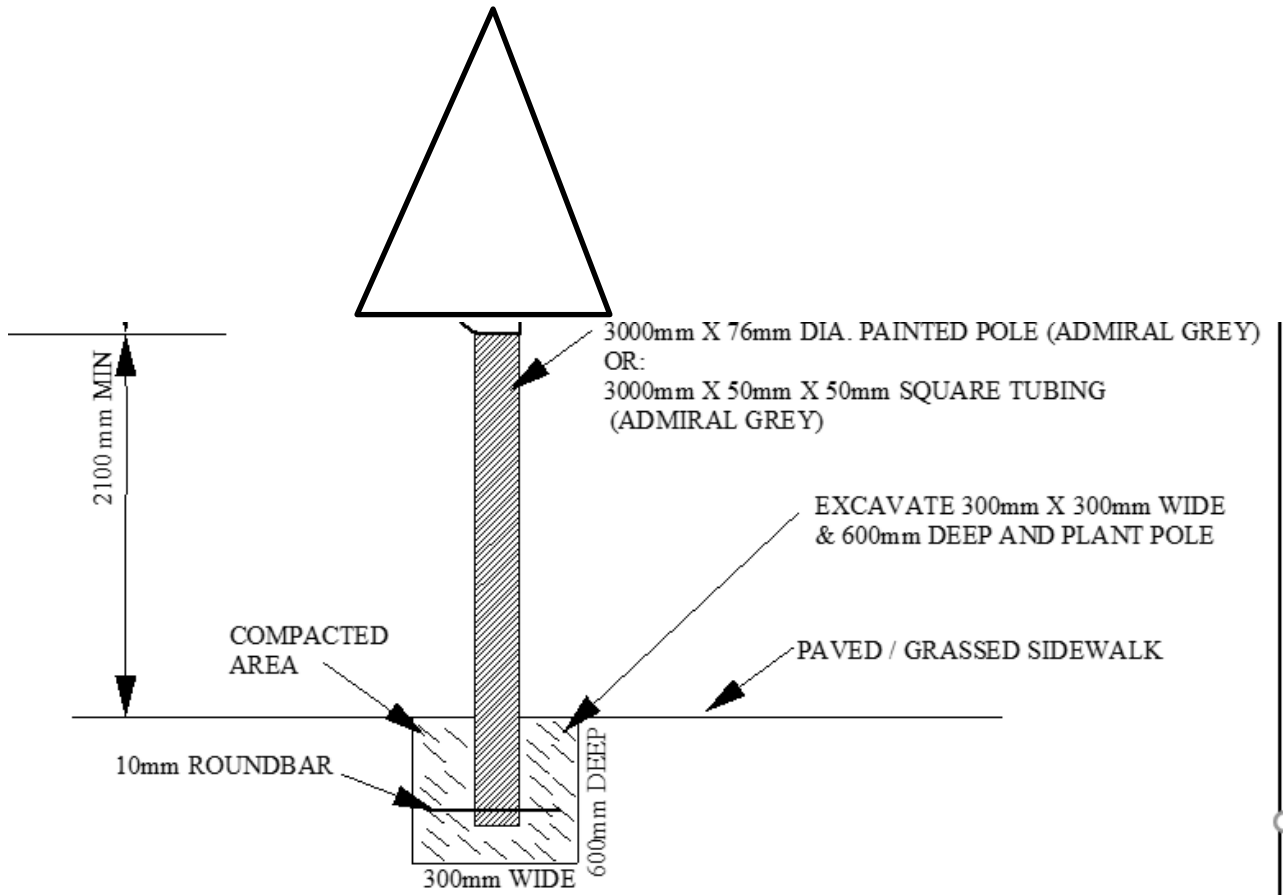 3000mm X 76mm DIA. PAINTED POLE (ADMIRAL GREY)
OR:
3000mm X 50mm X 50mm SQUARE TUBING
(ADMIRAL GREY)
2100 mm MIN
EXCAVATE 300mm X 300mm WIDE
& 600mm DEEP AND PLANT POLE
COMPACTED
AREA
PAVED / GRASSED SIDEWALK
10mm ROUNDBAR
600mm DEEP
300mm WIDE